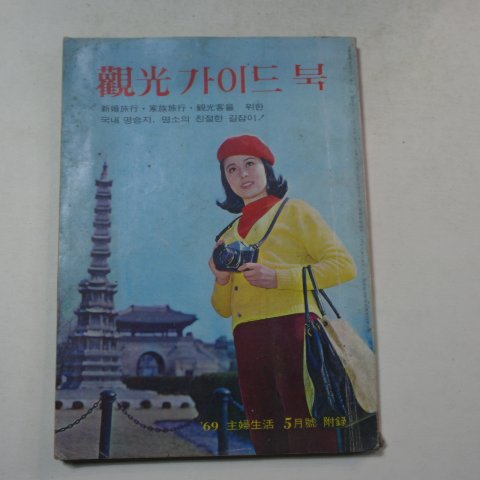 觀光 가이드 북
新婚旅行・家族旅行・観光客을 위한
국내 명승지, 명소의 친절한 길잡이!
'69 主婦生活 5月號 附録